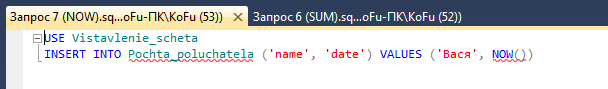 Запрос 7 (NOW).sq...oFu-ПК\KoFu (53))* Запрос 6 (SUM).sq...oFu-ПК\KoFu (52))
USE Vistavlenie_scheta
INSERT INTO Pochta_poluchatela ('name', 'date') VALUES ('Вася', NOW())